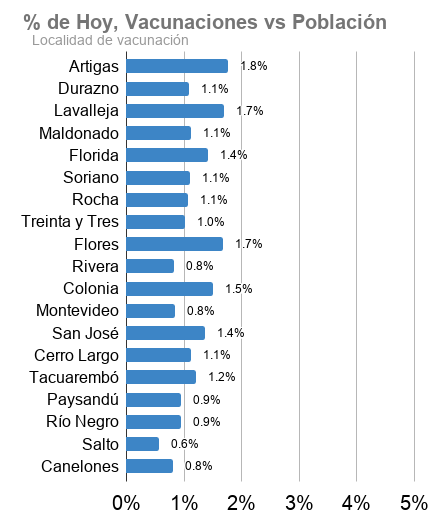 % de Hoy, Vacunaciones vs Población
Localidad de vacunación
Artigas 1.8%
Durazno 1.1%
Lavalleja 1.7%
Maldonado 1.1%
Florida 1.4%
Soriano 1.1%
Rocha 1.1%
Treinta y Tres 1.0%
Flores 1.7%
Rivera 0.8%
Colonia 1.5%
Montevideo 0.8%
San José 1.4%
Cerro Largo 1.1%
Tacuarembó 1.2%
Paysandú 0.9%
Río Negro 0.9%
Salto 0.6%
Canelones 0.8%
0% 1% 2% 3% 4% 5%